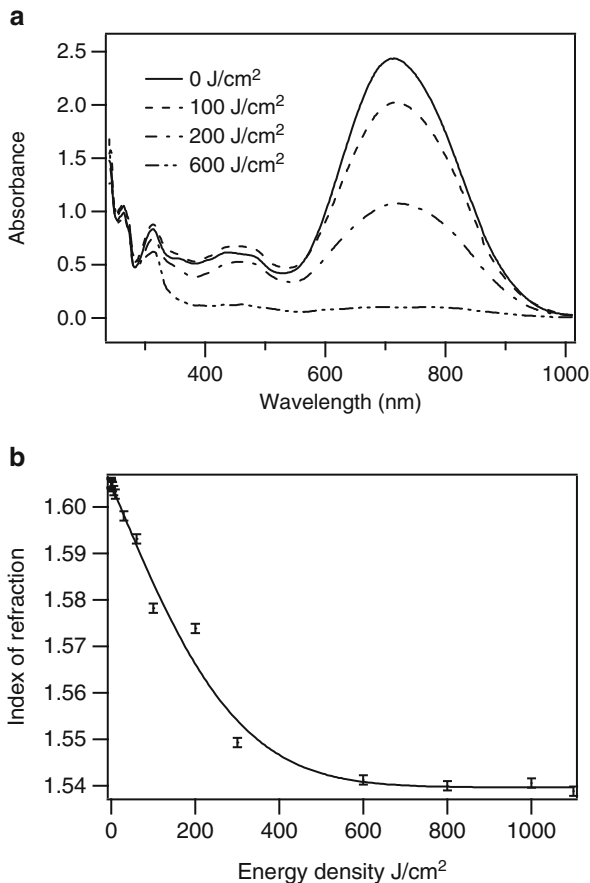 a
2.5
2.0
1.5
1.0
0.5
0.0
Absorbance
0 J/cm²
100 J/cm²
200 J/cm²
600 J/cm²
400
600
800
1000
Wavelength (nm)
b
1.60
1.59
1.58
1.57
1.56
1.55
1.54
Index of refraction
0
200
400
600
800
1000
Energy density J/cm²